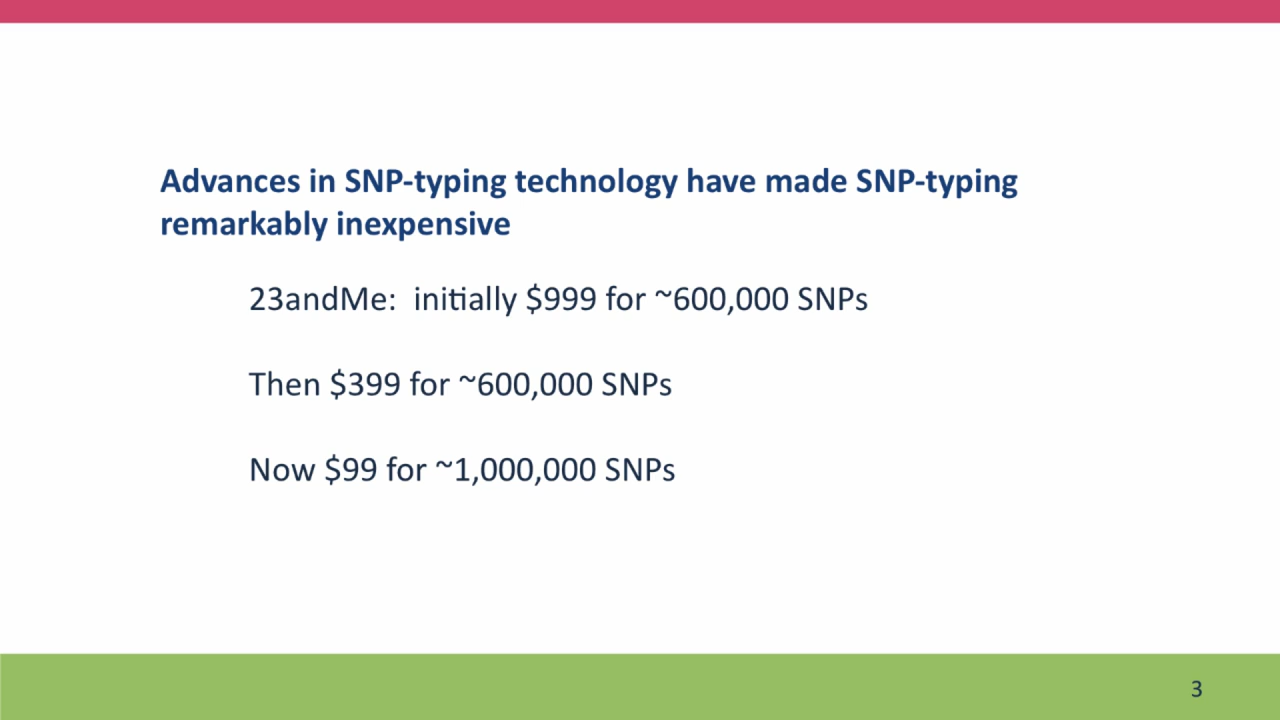 Advances in SNP-typing technology have made SNP-typing
remarkably inexpensive
23andMe:  initially $999 for ~600,000 SNPs
Then $399 for ~600,000 SNPs
Now $99 for ~1,000,000 SNPs
3